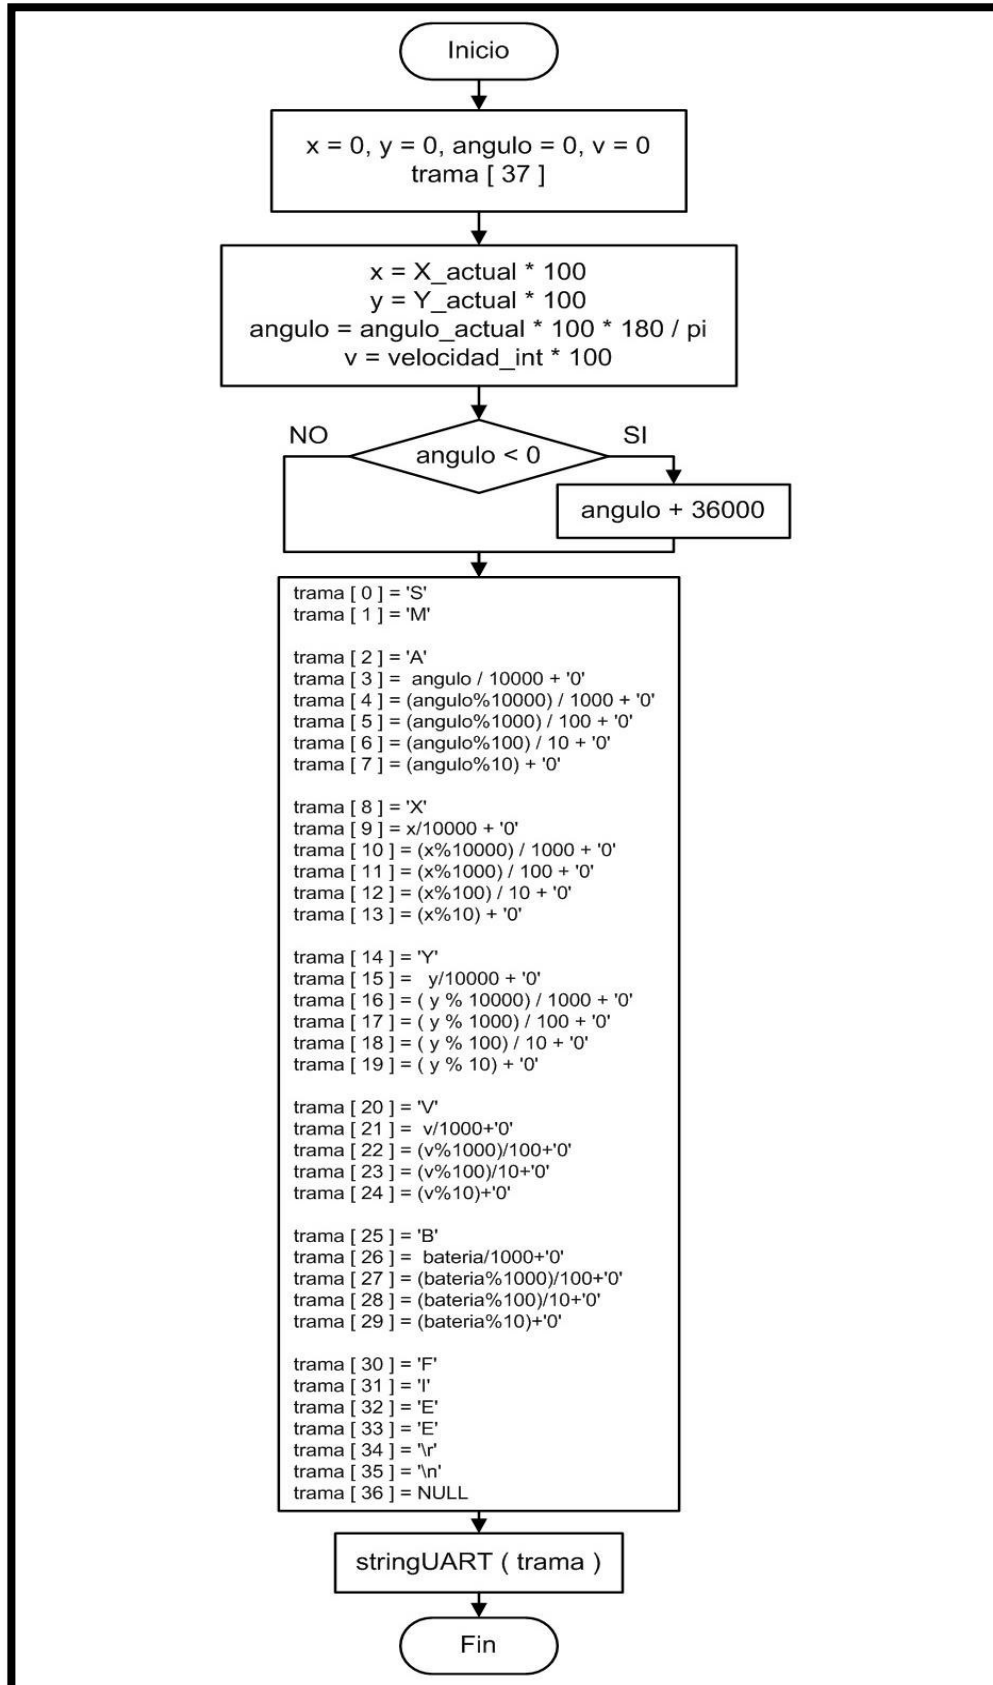 Inicio
x = 0, y = 0, angulo = 0, v = 0
trama [ 37 ]
x = X_actual * 100
y = Y_actual * 100
angulo = angulo_actual * 100 * 180 / pi
v = velocidad_int * 100
NO
SI
angulo < 0
angulo + 36000
trama [ 0 ] = 'S'
trama [ 1 ] = 'M'
trama [ 2 ] = 'A'
trama [ 3 ] =  angulo / 10000 + '0'
trama [ 4 ] = (angulo%10000) / 1000 + '0'
trama [ 5 ] = (angulo%1000) / 100 + '0'
trama [ 6 ] = (angulo%100) / 10 + '0'
trama [ 7 ] = (angulo%10) + '0'
trama [ 8 ] = 'X'
trama [ 9 ] = x/10000 + '0'
trama [ 10 ] = (x%10000) / 1000 + '0'
trama [ 11 ] = (x%1000) / 100 + '0'
trama [ 12 ] = (x%100) / 10 + '0'
trama [ 13 ] = (x%10) + '0'
trama [ 14 ] = 'Y'
trama [ 15 ] =   y/10000 + '0'
trama [ 16 ] = ( y % 10000) / 1000 + '0'
trama [ 17 ] = ( y % 1000) / 100 + '0'
trama [ 18 ] = ( y % 100) / 10 + '0'
trama [ 19 ] = ( y % 10) + '0'
trama [ 20 ] = 'V'
trama [ 21 ] =  v/1000+'0'
trama [ 22 ] = (v%1000)/100+'0'
trama [ 23 ] = (v%100)/10+'0'
trama [ 24 ] = (v%10)+'0'
trama [ 25 ] = 'B'
trama [ 26 ] =  bateria/1000+'0'
trama [ 27 ] = (bateria%1000)/100+'0'
trama [ 28 ] = (bateria%100)/10+'0'
trama [ 29 ] = (bateria%10)+'0'
trama [ 30 ] = 'F'
trama [ 31 ] = 'I'
trama [ 32 ] = 'E'
trama [ 33 ] = 'E'
trama [ 34 ] = '\r'
trama [ 35 ] = '\n'
trama [ 36 ] = NULL
stringUART ( trama )
Fin